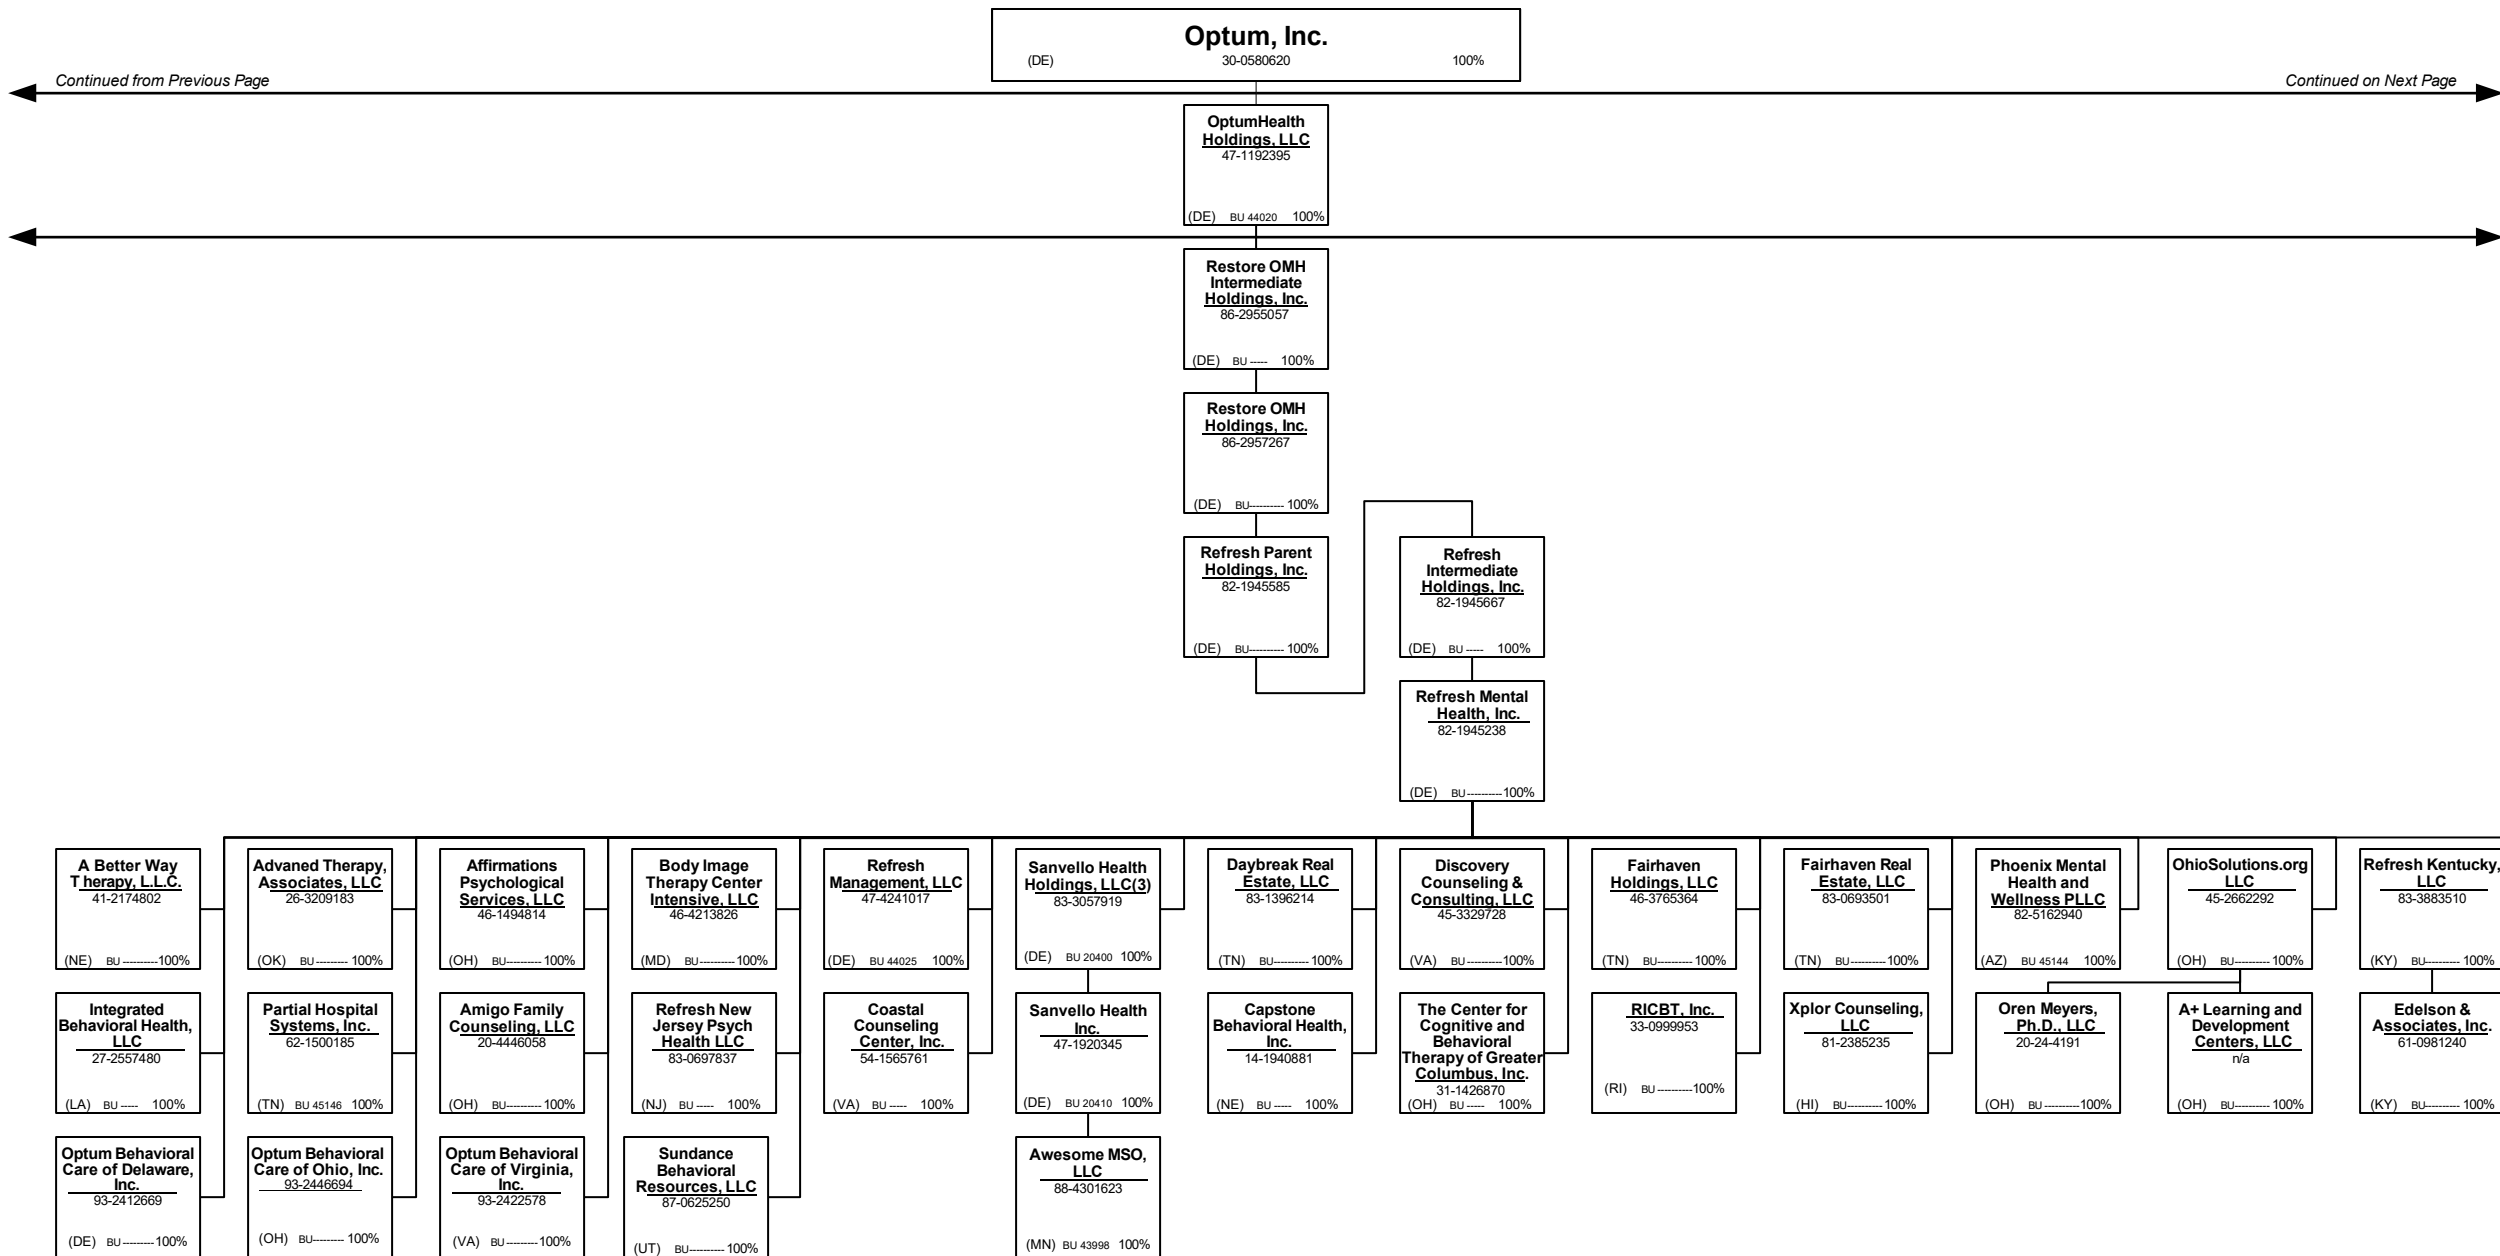 Optum, Inc.
(DE) 30-0580620 100%
Continued from Previous Page
Continued on Next Page
OptumHealth
Holdings, LLC
47-1192395
(DE) BU 44020 100%
Restore OMH
Intermediate
Holdings, Inc.
86-2955057
(DE) BU ----- 100%
Restore OMH
Holdings, Inc.
86-2957267
(DE) BU---------- 100%
Refresh Parent
Holdings, Inc.
82-1945585
(DE) BU---------- 100%
Refresh
Intermediate
Holdings, Inc.
82-1945667
(DE) BU ----- 100%
Refresh Mental
Health, Inc.
82-1945238
(DE) BU ---------- 100%
A Better Way
Therapy, L.L.C.
41-2174802
(NE) BU ---------- 100%
Advaned Therapy,
Associates, LLC
26-3209183
(OK) BU --------- 100%
Affirmations
Psychological
Services, LLC
46-1494814
(OH) BU---------- 100%
Body Image
Therapy Center
Intensive, LLC
46-4213826
(MD) BU---------- 100%
Refresh
Management, LLC
47-4241017
(DE) BU 44025 100%
Sanvello Health
Holdings, LLC(3)
83-3057919
(DE) BU 20400 100%
Daybreak Real
Estate, LLC
83-1396214
(TN) BU---------- 100%
Discovery
Counseling &
Consulting, LLC
45-3329728
(VA) BU ---------- 100%
Fairhaven
Holdings, LLC
46-3765364
(TN) BU---------- 100%
Fairhaven Real
Estate, LLC
83-0693501
(TN) BU---------- 100%
Phoenix Mental
Health and
Wellness PLLC
82-5162940
(AZ) BU 45144 100%
OhioSolutions.org
LLC
45-2662292
(OH) BU---------- 100%
Refresh Kentucky,
LLC
83-3883510
(KY) BU---------- 100%
Integrated
Behavioral Health,
LLC
27-2557480
(LA) BU ----- 100%
Partial Hospital
Systems, Inc.
62-1500185
(TN) BU 45146 100%
Amigo Family
Counseling, LLC
20-4446058
(OH) BU---------- 100%
Refresh New
Jersey Psych
Health LLC
83-0697837
(NJ) BU ----- 100%
Coastal
Counseling
Center, Inc.
54-1565761
(VA) BU ----- 100%
Sanvello Health
Inc.
47-1920345
(DE) BU 20410 100%
Capstone
Behavioral Health,
Inc.
14-1940881
(NE) BU ----- 100%
The Center for
Cognitive and
Behavioral
Therapy of Greater
Columbus, Inc.
31-1426870
(OH) BU ----- 100%
RICBT, Inc.
33-0999953
(RI) BU ---------- 100%
Xplor Counseling,
LLC
81-2385235
(HI) BU---------- 100%
Oren Meyers,
Ph.D., LLC
20-24-4191
(OH) BU ---------- 100%
A+ Learning and
Development
Centers, LLC
n/a
(OH) BU---------- 100%
Edelson &
Associates, Inc.
61-0981240
(KY) BU---------- 100%
Optum Behavioral
Care of Delaware,
Inc.
93-2412669
(DE) BU --------- 100%
Optum Behavioral
Care of Ohio, Inc.
93-2446694
(OH) BU--------- 100%
Optum Behavioral
Care of Virginia,
Inc.
93-2422578
(VA) BU --------- 100%
Sundance
Behavioral
Resources, LLC
87-0625250
(UT) BU---------- 100%
Awesome MSO,
LLC
88-4301623
(MN) BU 43998 100%